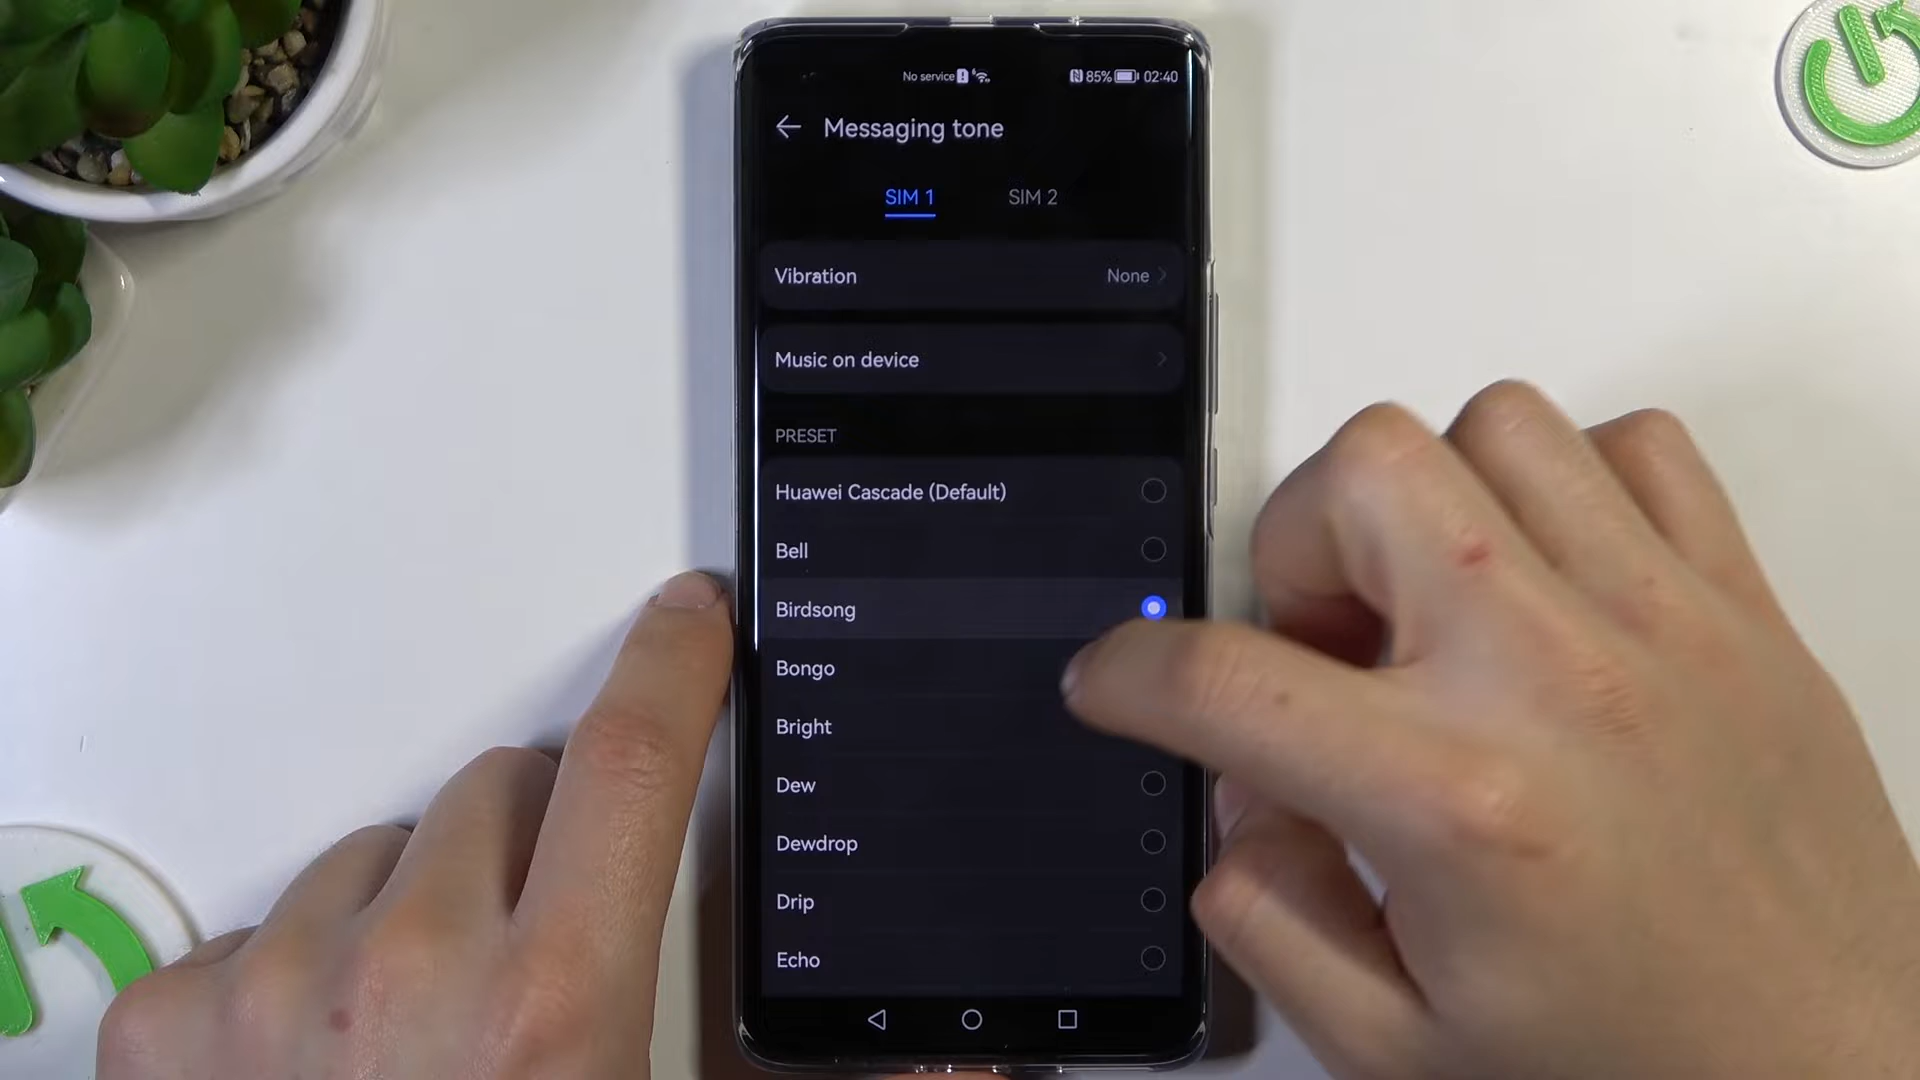 No service 85% 02:40
Messaging tone
SIM 1 SIM 2
Vibration None
Music on device
PRESET
Huawei Cascade (Default)
Bell
Birdsong
Bongo
Bright
Dew
Dewdrop
Drip
Echo